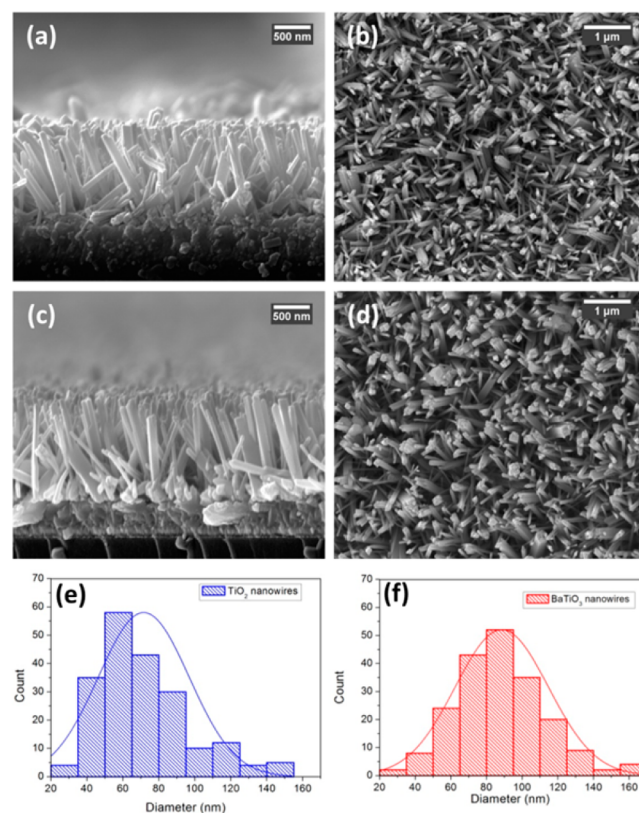 (a)
500 nm
(b)
1 µm
(c)
500 nm
(d)
1 µm
(e)
TiO₂ nanowires
70
60
50
40
30
20
10
0
Count
20 40 60 80 100 120 140 160
Diameter (nm)
(f)
BaTiO₃ nanowires
70
60
50
40
30
20
10
0
Count
20 40 60 80 100 120 140 160
Diameter (nm)